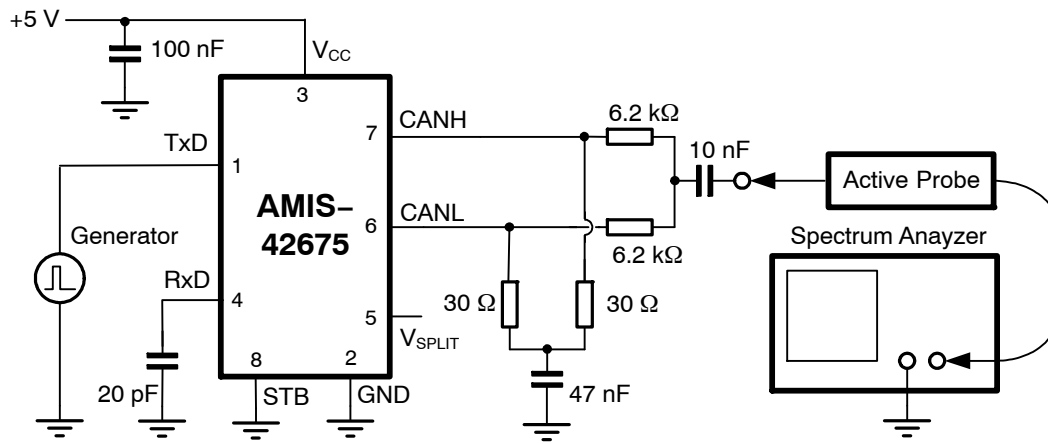 +5 V
100 nF
VCC
3
TxD
1
7
CANH
6.2 kΩ
10 nF
Active Probe
AMIS–
42675
6
CANL
6.2 kΩ
Generator
Spectrum Anayzer
RxD
4
30 Ω
30 Ω
5
VSPLIT
8
2
20 pF
STB
GND
47 nF